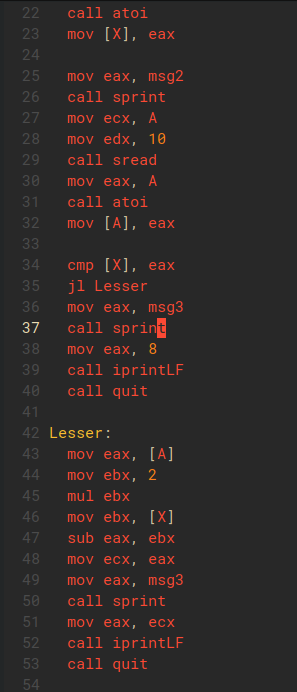 22 call atoi
23 mov [X], eax
24
25 mov eax, msg2
26 call sprint
27 mov ecx, A
28 mov edx, 10
29 call sread
30 mov eax, A
31 call atoi
32 mov [A], eax
33
34 cmp [X], eax
35 jl Lesser
36 mov eax, msg3
37 call sprint
38 mov eax, 8
39 call iprintLF
40 call quit
41
42 Lesser:
43 mov eax, [A]
44 mov ebx, 2
45 mul ebx
46 mov ebx, [X]
47 sub eax, ebx
48 mov ecx, eax
49 mov eax, msg3
50 call sprint
51 mov eax, ecx
52 call iprintLF
53 call quit
54